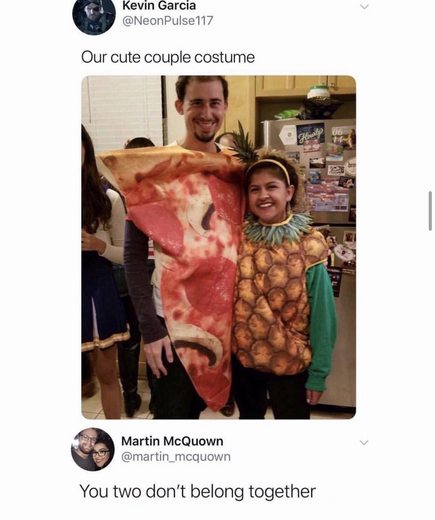 Kevin Garcia
@NeonPulse117
Our cute couple costume
Martin McQuown
@martin_mcquown
You two don’t belong together